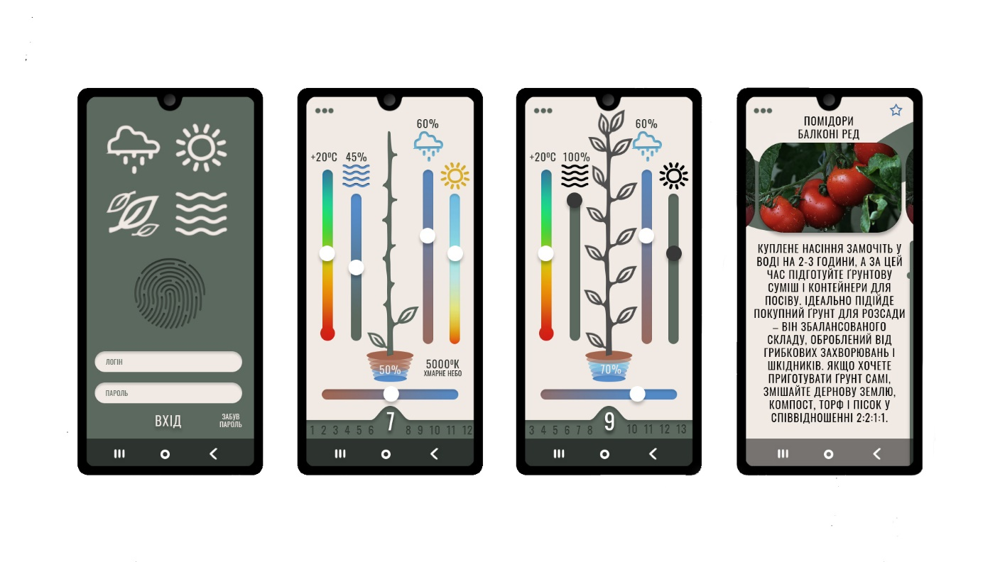 ЛОГІН
ПАРОЛЬ
ВХІД
ЗАБУВ
ПАРОЛЬ
60%
+20⁰C 45%
50%
5000⁰K
ХМАРНЕ НЕБО
1 2 3 4 5 6 7 8 9 10 11 12
60%
+20⁰C 100%
70%
3 4 5 6 7 8 9 10 11 12 13
ПОМІДОРИ
БАЛКОНІ РЕД
КУПЛЕНЕ НАСІННЯ ЗАМОЧІТЬ У
ВОДІ НА 2-3 ГОДИНИ, А ЗА ЦЕЙ
ЧАС ПІДГОТУЙТЕ ҐРУНТОВУ
СУМІШ І КОНТЕЙНЕРИ ДЛЯ
ПОСІВУ. ІДЕАЛЬНО ПІДІЙДЕ
ПОКУПНИЙ ҐРУНТ ДЛЯ РОЗСАДИ
– ВІН ЗБАЛАНСОВАНОГО
СКЛАДУ, ОБРОБЛЕНИЙ ВІД
ГРИБКОВИХ ЗАХВОРЮВАНЬ І
ШКІДНИКІВ. ЯКЩО ХОЧЕТЕ
ПРИГОТУВАТИ ҐРУНТ САМІ,
ЗМІШАЙТЕ ДЕРНОВУ ЗЕМЛЮ,
КОМПОСТ, ТОРФ І ПІСОК У
СПІВВІДНОШЕННІ 2:2:1:1.